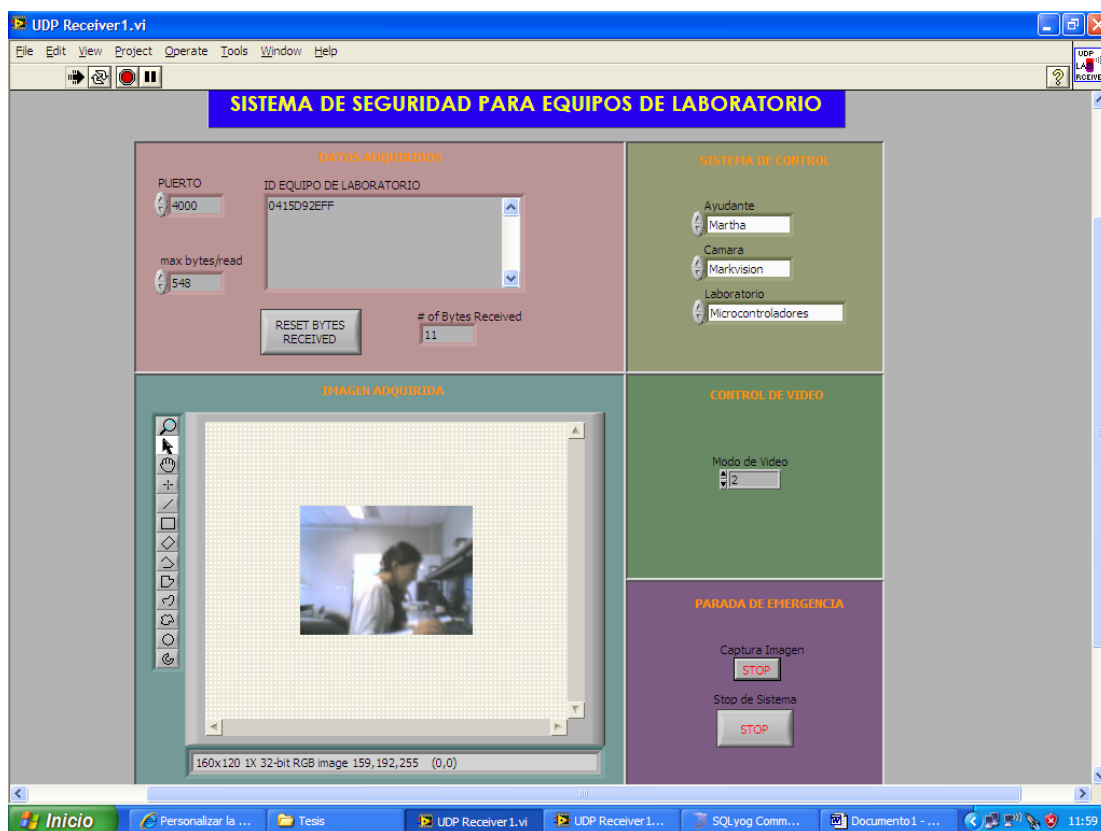 UDP Receiver1.vi
File Edit View Project Operate Tools Window Help
UDP
SISTEMA DE SEGURIDAD PARA EQUIPOS DE LABORATORIO
DATOS ADQUIRIDOS
PUERTO
4000
ID EQUIPO DE LABORATORIO
0415D92EFF
max bytes/read
548
RESET BYTES
RECEIVED
# of Bytes Received
11
SISTEMA DE CONTROL
Ayudante
Martha
Camara
Markvision
Laboratorio
Microcontroladores
IMAGEN ADQUIRIDA
160x120 1X 32-bit RGB image 159,192,255 (0,0)
CONTROL DE VIDEO
Modo de Video
2
PARADA DE EMERGENCIA
Captura Imagen
STOP
Stop de Sistema
STOP
Inicio
Personalizar la ...
Tesis
UDP Receiver1.vi
UDP Receiver1...
SQLyog Comm...
Documento1 - ...
11:59